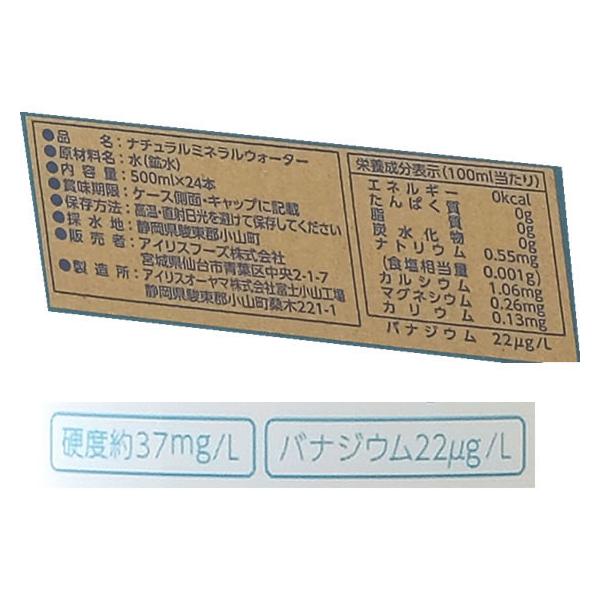 ●品　　名：ナチュラルミネラルウォーター
●原材料名：水(鉱水)
●内 容 量：500ml×24本
●賞味期限：ケース側面・キャップに記載
●保存方法：高温・直射日光を避けて保存してください
●採 水 地：静岡県駿東郡小山町
●販 売 者：アイリスフーズ株式会社
宮城県仙台市青葉区中央2-1-7
●製 造 所：アイリスオーヤマ株式会社富士小山工場
静岡県駿東郡小山町桑木221-1
栄養成分表示(100ml当たり)
エネルギー 0kcal
たんぱく質 0g
脂質 0g
炭水化物 0g
ナトリウム 0.55mg
(食塩相当量 0.001g)
カルシウム 1.06mg
マグネシウム 0.26mg
カリウム 0.13mg
バナジウム 22μg/L
硬度約37mg/L
バナジウム22μg/L